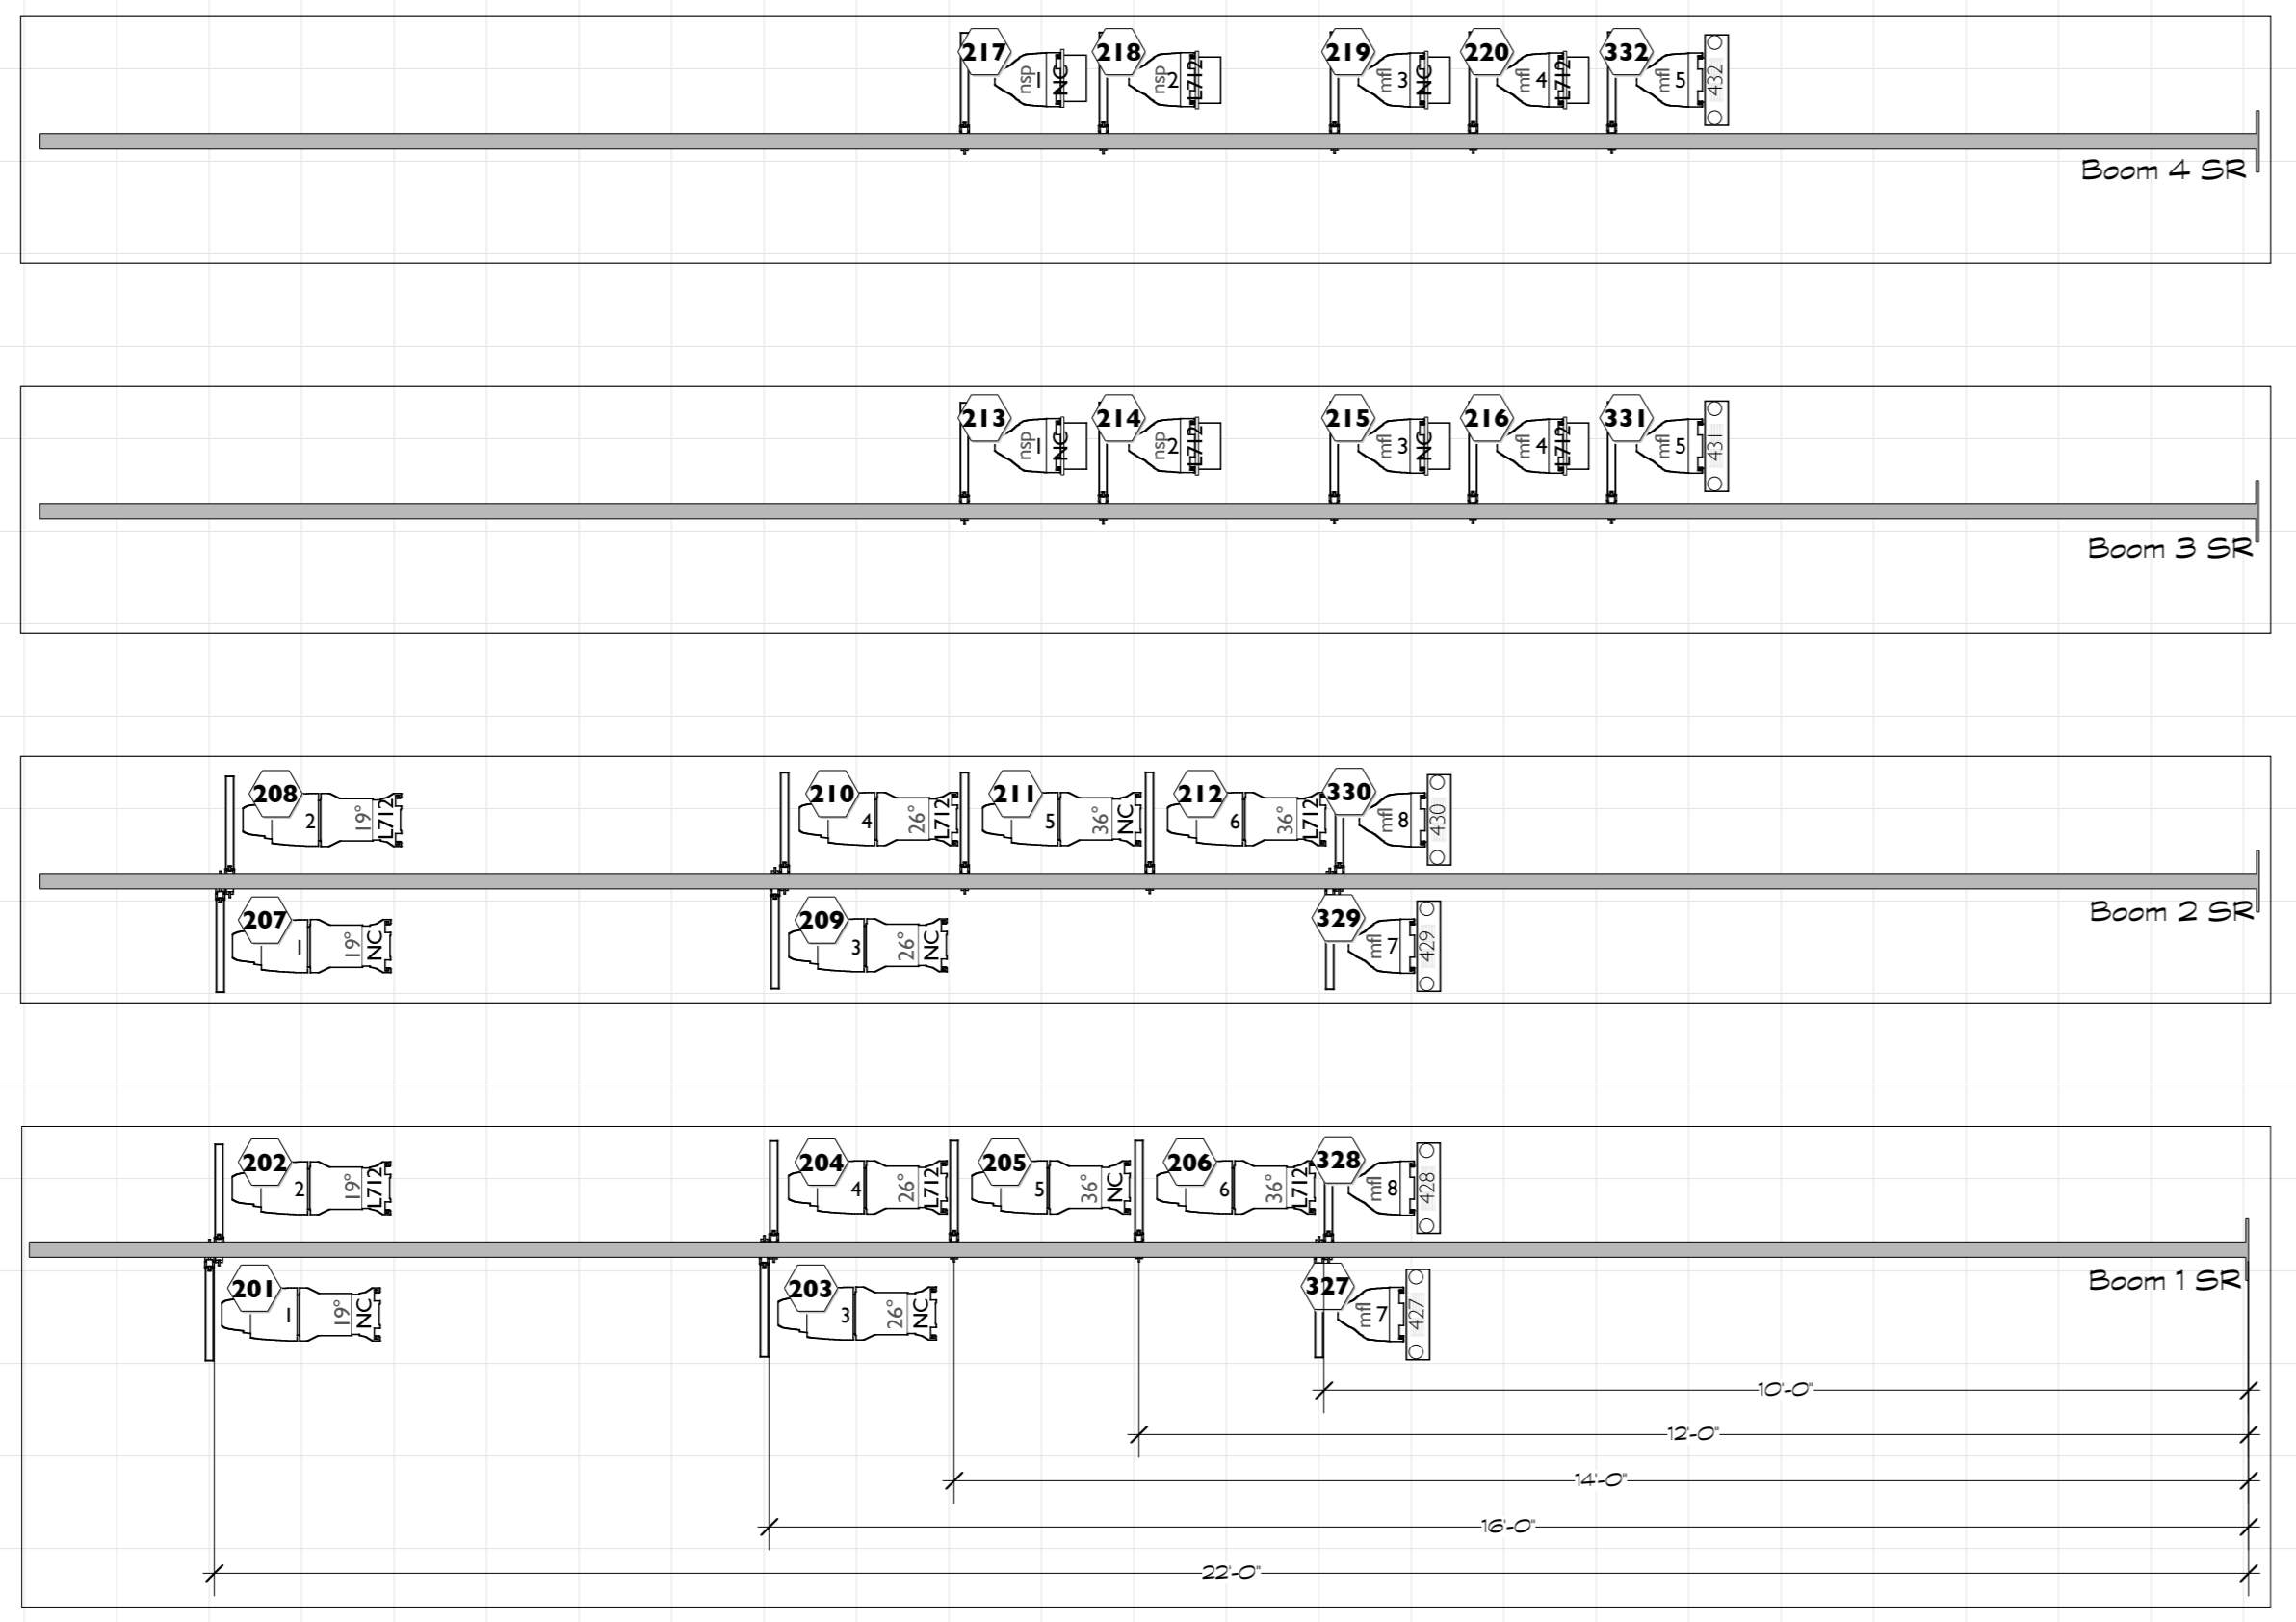 217 218 219 220 332
nsp 1 NC nsp 2 L712 mfl 3 NC mfl 4 L712 mfl 5 432
Boom 4 SR
213 214 215 216 331
nsp 1 NC nsp 2 L712 mfl 3 NC mfl 4 L712 mfl 5 431
Boom 3 SR
208 210 211 212 330
2 19° L712 4 26° L712 5 36° NC 6 36° L712 mfl 8 430
Boom 2 SR
207 209 329
1 19° NC 3 26° NC mfl 7 429
202 204 205 206 328
2 19° L712 4 26° L712 5 36° NC 6 36° L712 mfl 8 428
Boom 1 SR
201 203 327
1 19° NC 3 26° NC mfl 7 427
10'-0"
12'-0"
14'-0"
16'-0"
22'-0"